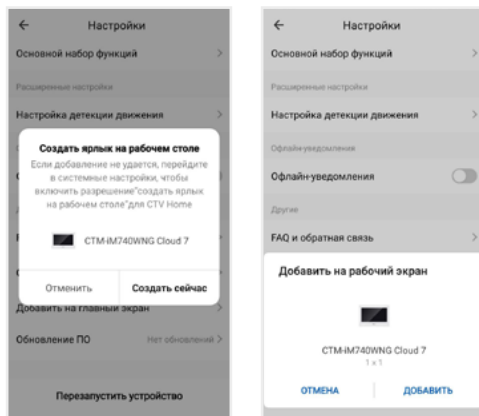 Настройки
Основной набор функций
Расширенные настройки
Настройка детекции движения
Создать ярлык на рабочем столе
Если добавление не удается, перейдите
в системные настройки, чтобы
включить разрешение"создать ярлык
на рабочем столе"для CTV Home
CTM-iM740WNG Cloud 7
Отменить
Создать сейчас
Добавить на главный экран
Обновление ПО
Нет обновлений
Перезапустить устройство
Настройки
Основной набор функций
Расширенные настройки
Настройка детекции движения
Офлайн-уведомления
Офлайн-уведомления
Другие
FAQ и обратная связь
Добавить на рабочий экран
CTM-iM740WNG Cloud 7
1 x 1
ОТМЕНА
ДОБАВИТЬ